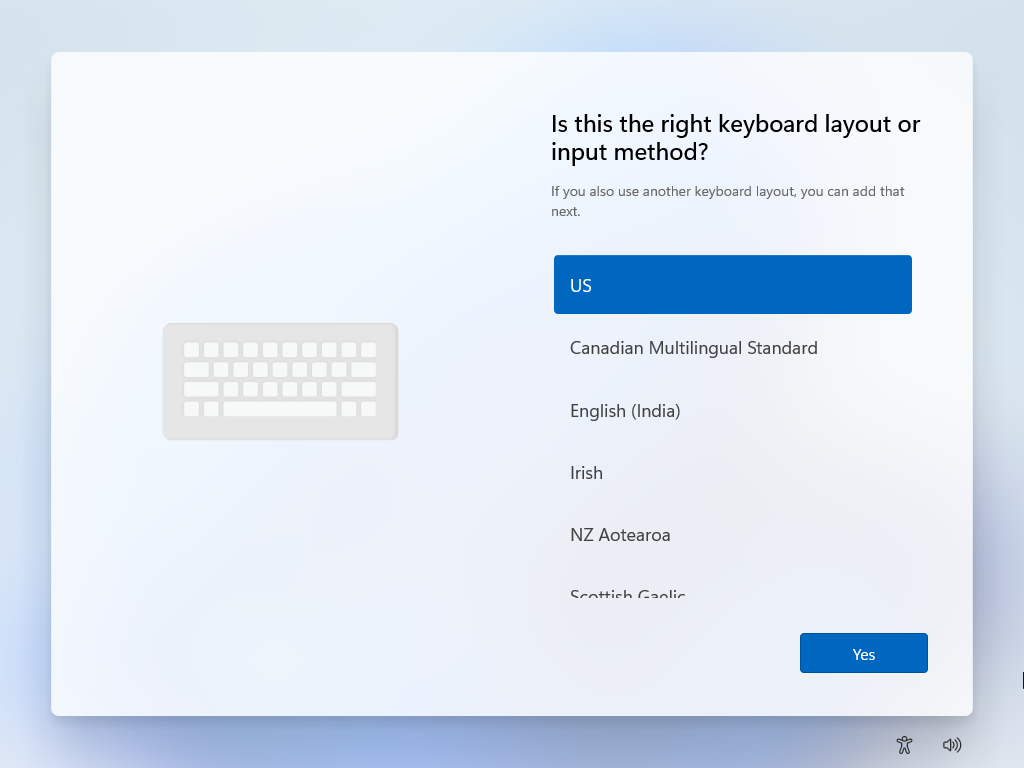 Is this the right keyboard layout or
input method?
If you also use another keyboard layout, you can add that
next.
US
Canadian Multilingual Standard
English (India)
Irish
NZ Aotearoa
Scottish Gaelic
Yes